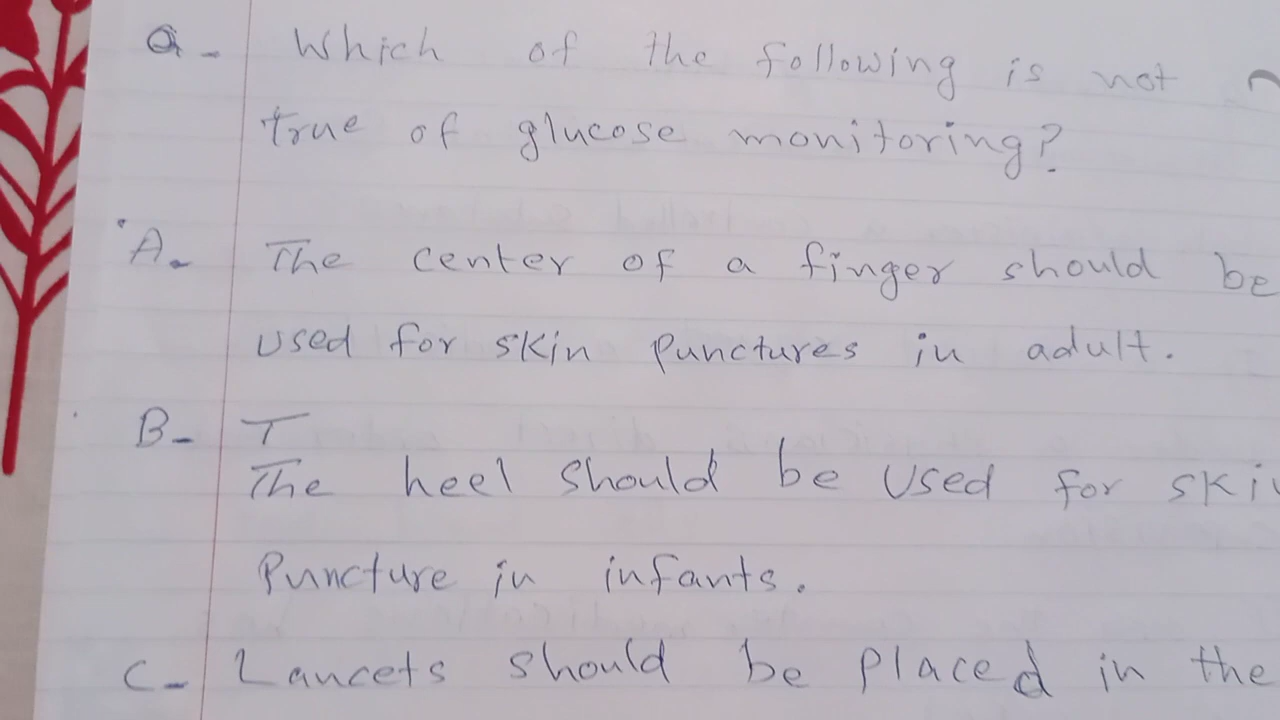 Q- Which of the following is not
true of glucose monitoring?
A. The center of a finger should be
used for skin punctures in adult.
B- T
The heel should be used for skin
Puncture in infants.
C- Lancets should be placed in the